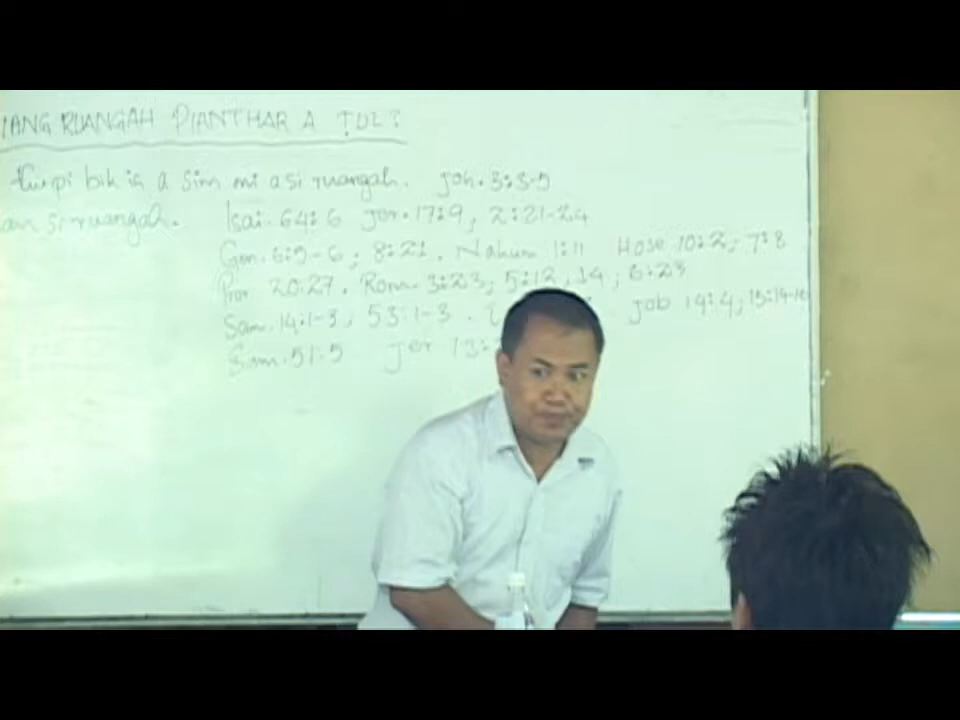 IANG RUANGAH PIANTHAR A TUL?
bik in a sim mi a si ruangah. Joh. 3:3-5
an si ruangah. Isai. 64:6 Jer. 17:9, 2:21-24
Gen. 6:5-6; 8:21. Nahum 1:11 Hose 10:2; 7:8
Prov 20:27. Rom. 3:23; 5:12, 14; 6:23
Sam. 14:1-3; 53:1-3. Job 14:4; 15:14-16
Sam. 51:5 Jer 13: